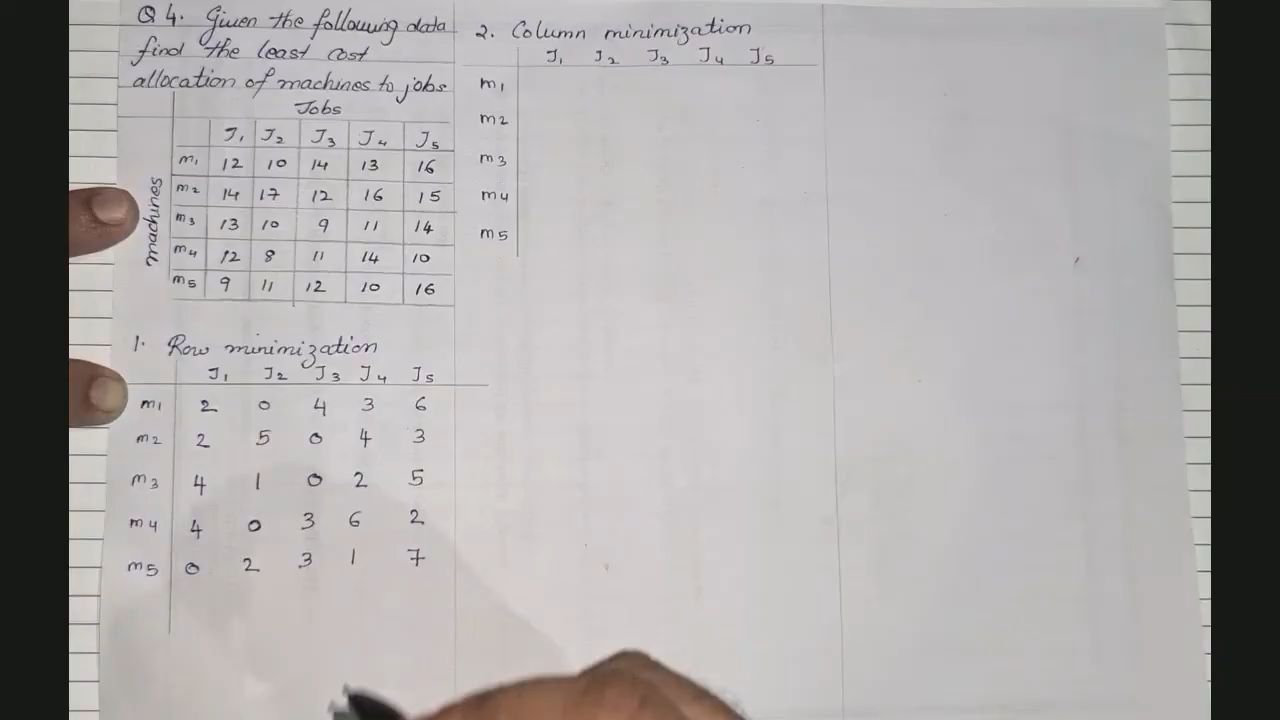 Q 4. Given the following data
find the least cost
allocation of machines to jobs
Jobs
machines
J1 J2 J3 J4 J5
m1 12 10 14 13 16
m2 14 17 12 16 15
m3 13 10 9 11 14
m4 12 8 11 14 10
m5 9 11 12 10 16
1. Row minimization
J1 J2 J3 J4 J5
m1 2 0 4 3 6
m2 2 5 0 4 3
m3 4 1 0 2 5
m4 4 0 3 6 2
m5 0 2 3 1 7
2. Column minimization
J1 J2 J3 J4 J5
m1
m2
m3
m4
m5